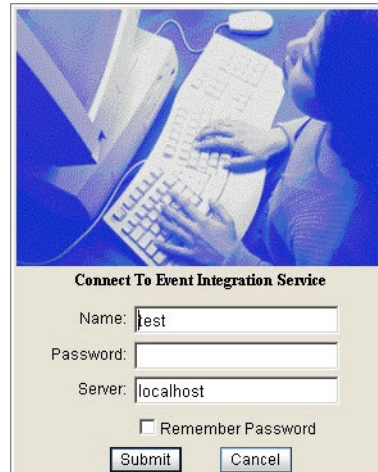 Connect To Event Integration Service
Name: test
Password:
Server: localhost
Remember Password
Submit Cancel